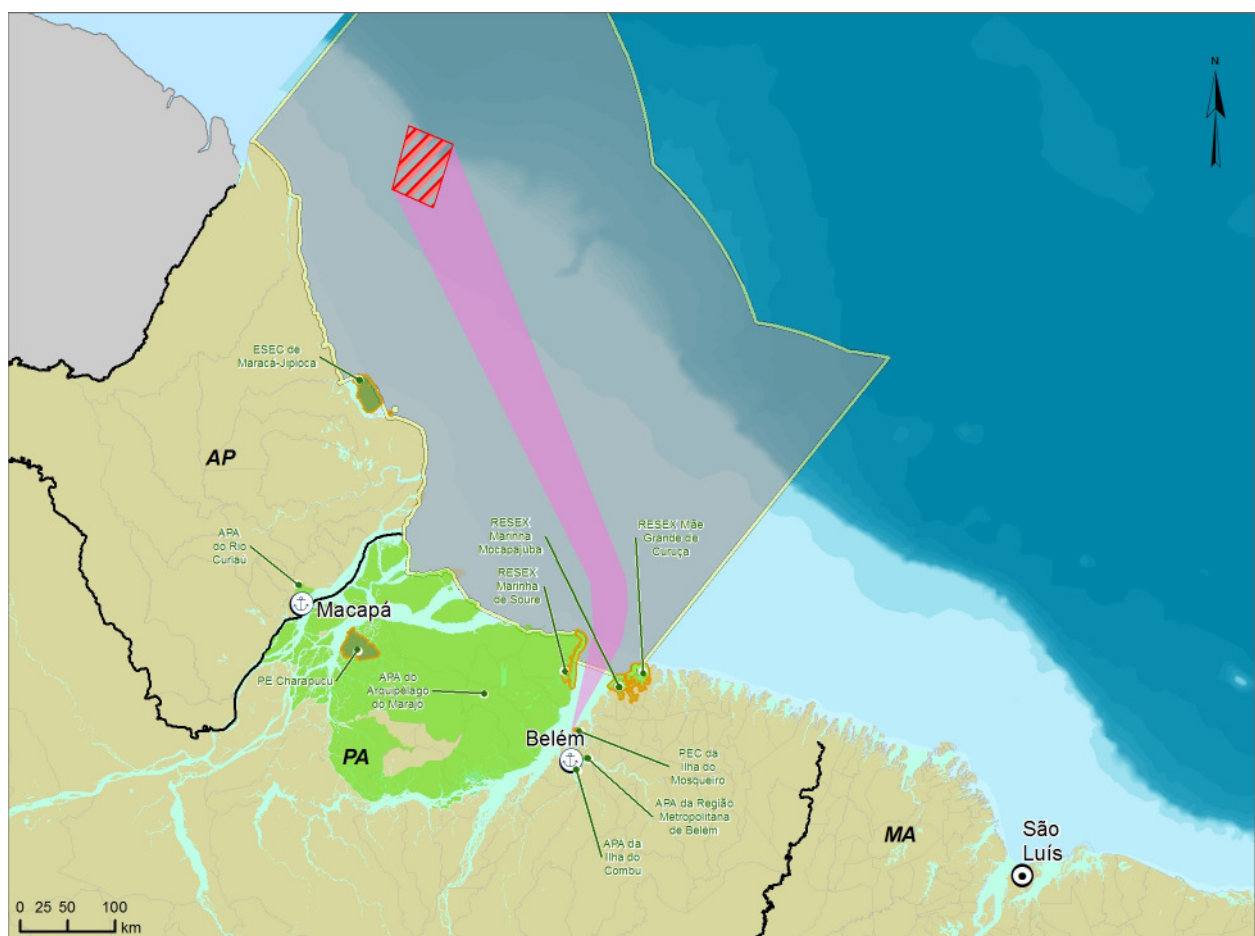 N
ESEC de
Maracá-Jipioca
AP
APA
do Rio
Curiau
Macapá
RESEX
Marinha
Mocapajuba
RESEX Mãe
Grande de
Curuçá
RESEX
Marinha
de Soure
PE Charapucu
APA do
Arquipélago
do Marajo
PA
Belém
PEC da
Ilha do
Mosqueiro
APA da Região
Metropolitana
de Belém
APA da
Ilha do
Combu
MA
São
Luís
0 25 50 100
km